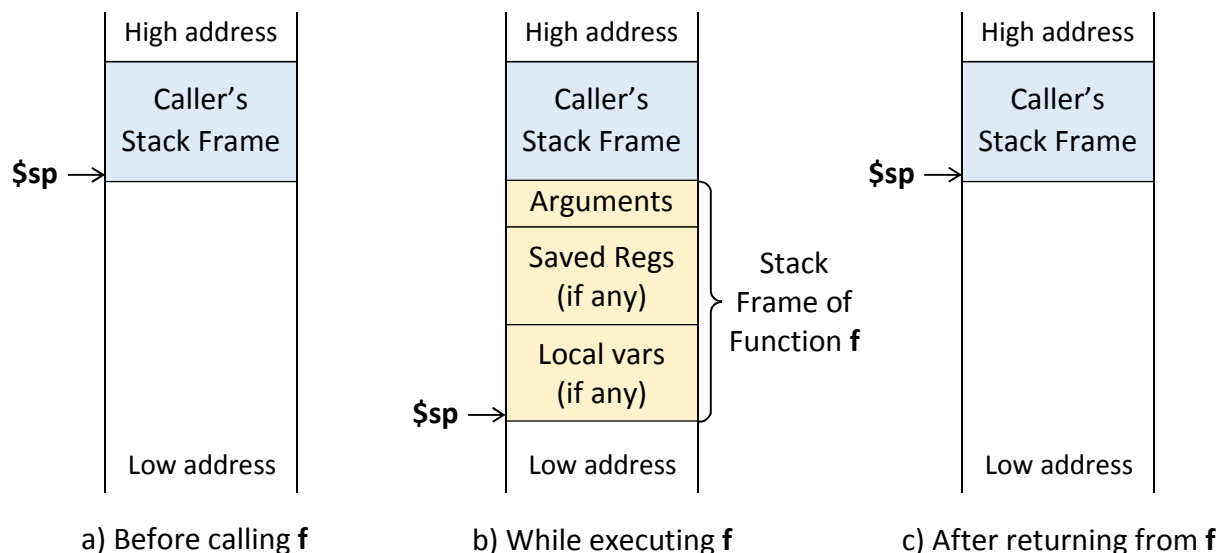 High address
Caller's
Stack Frame
$sp
Low address
a) Before calling f
High address
Caller's
Stack Frame
Arguments
Saved Regs
(if any)
Local vars
(if any)
$sp
Low address
Stack
Frame of
Function f
b) While executing f
High address
Caller's
Stack Frame
$sp
Low address
c) After returning from f